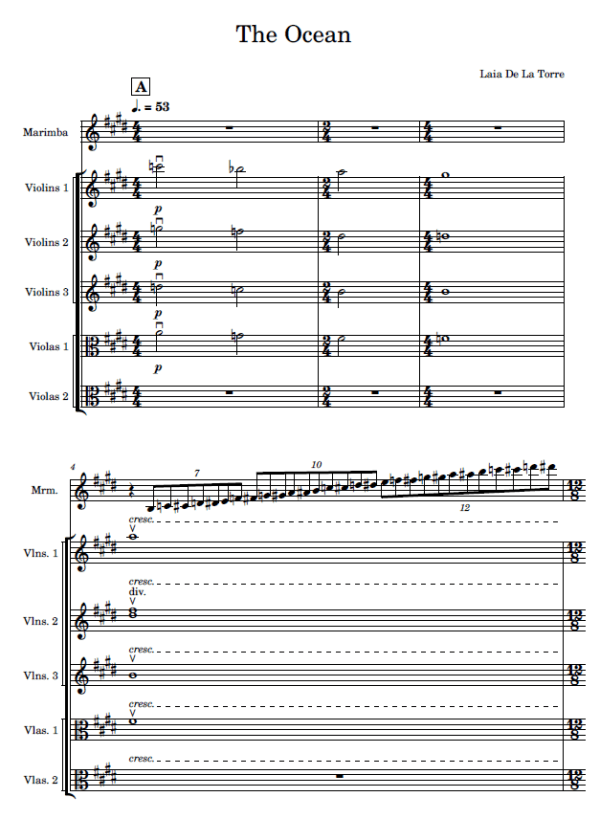 The Ocean
Laia De La Torre
A
♩. = 53
Marimba
Violins 1
p
Violins 2
p
Violins 3
p
Violas 1
p
Violas 2
4
Mrm.
7
10
12
cresc.
Vlns. 1
cresc.
div.
Vlns. 2
cresc.
Vlns. 3
cresc.
Vlas. 1
cresc.
Vlas. 2